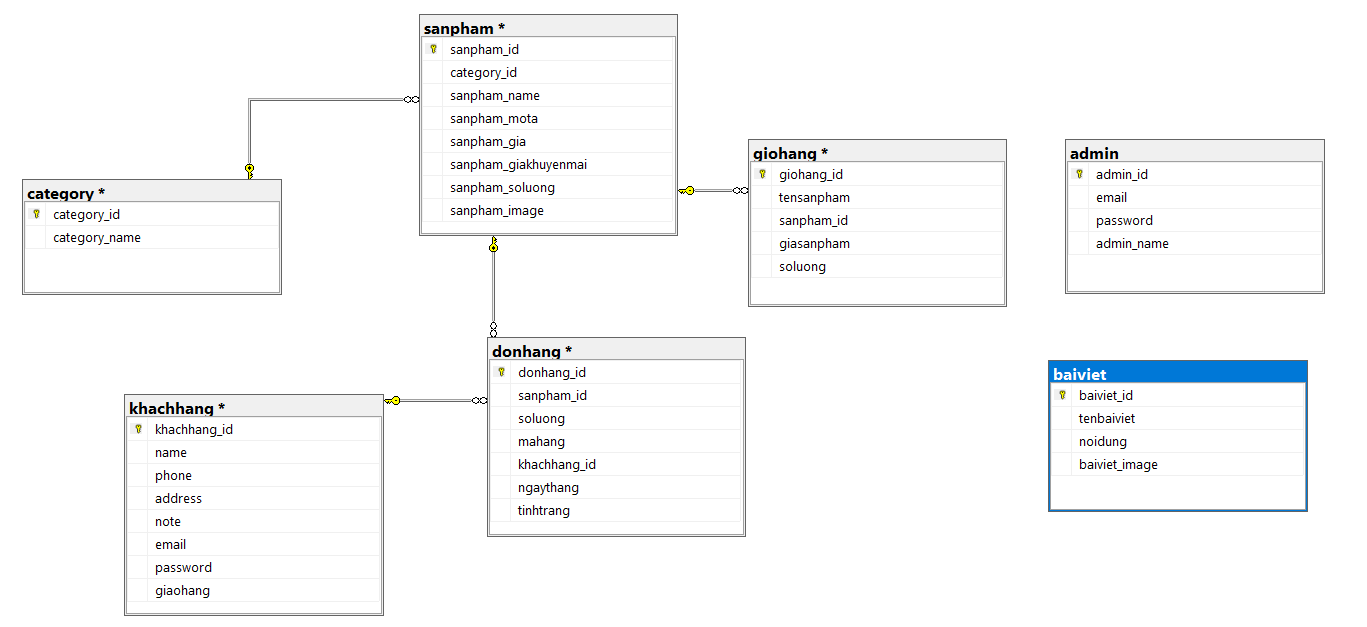 sanpham *
sanpham_id
category_id
sanpham_name
sanpham_mota
sanpham_gia
sanpham_giakhuyenmai
sanpham_soluong
sanpham_image
category *
category_id
category_name
giohang *
giohang_id
tensanpham
sanpham_id
giasanpham
soluong
admin
admin_id
email
password
admin_name
donhang *
donhang_id
sanpham_id
soluong
mahang
khachhang_id
ngaythang
tinhtrang
khachhang *
khachhang_id
name
phone
address
note
email
password
giaohang
baiviet
baiviet_id
tenbaiviet
noidung
baiviet_image